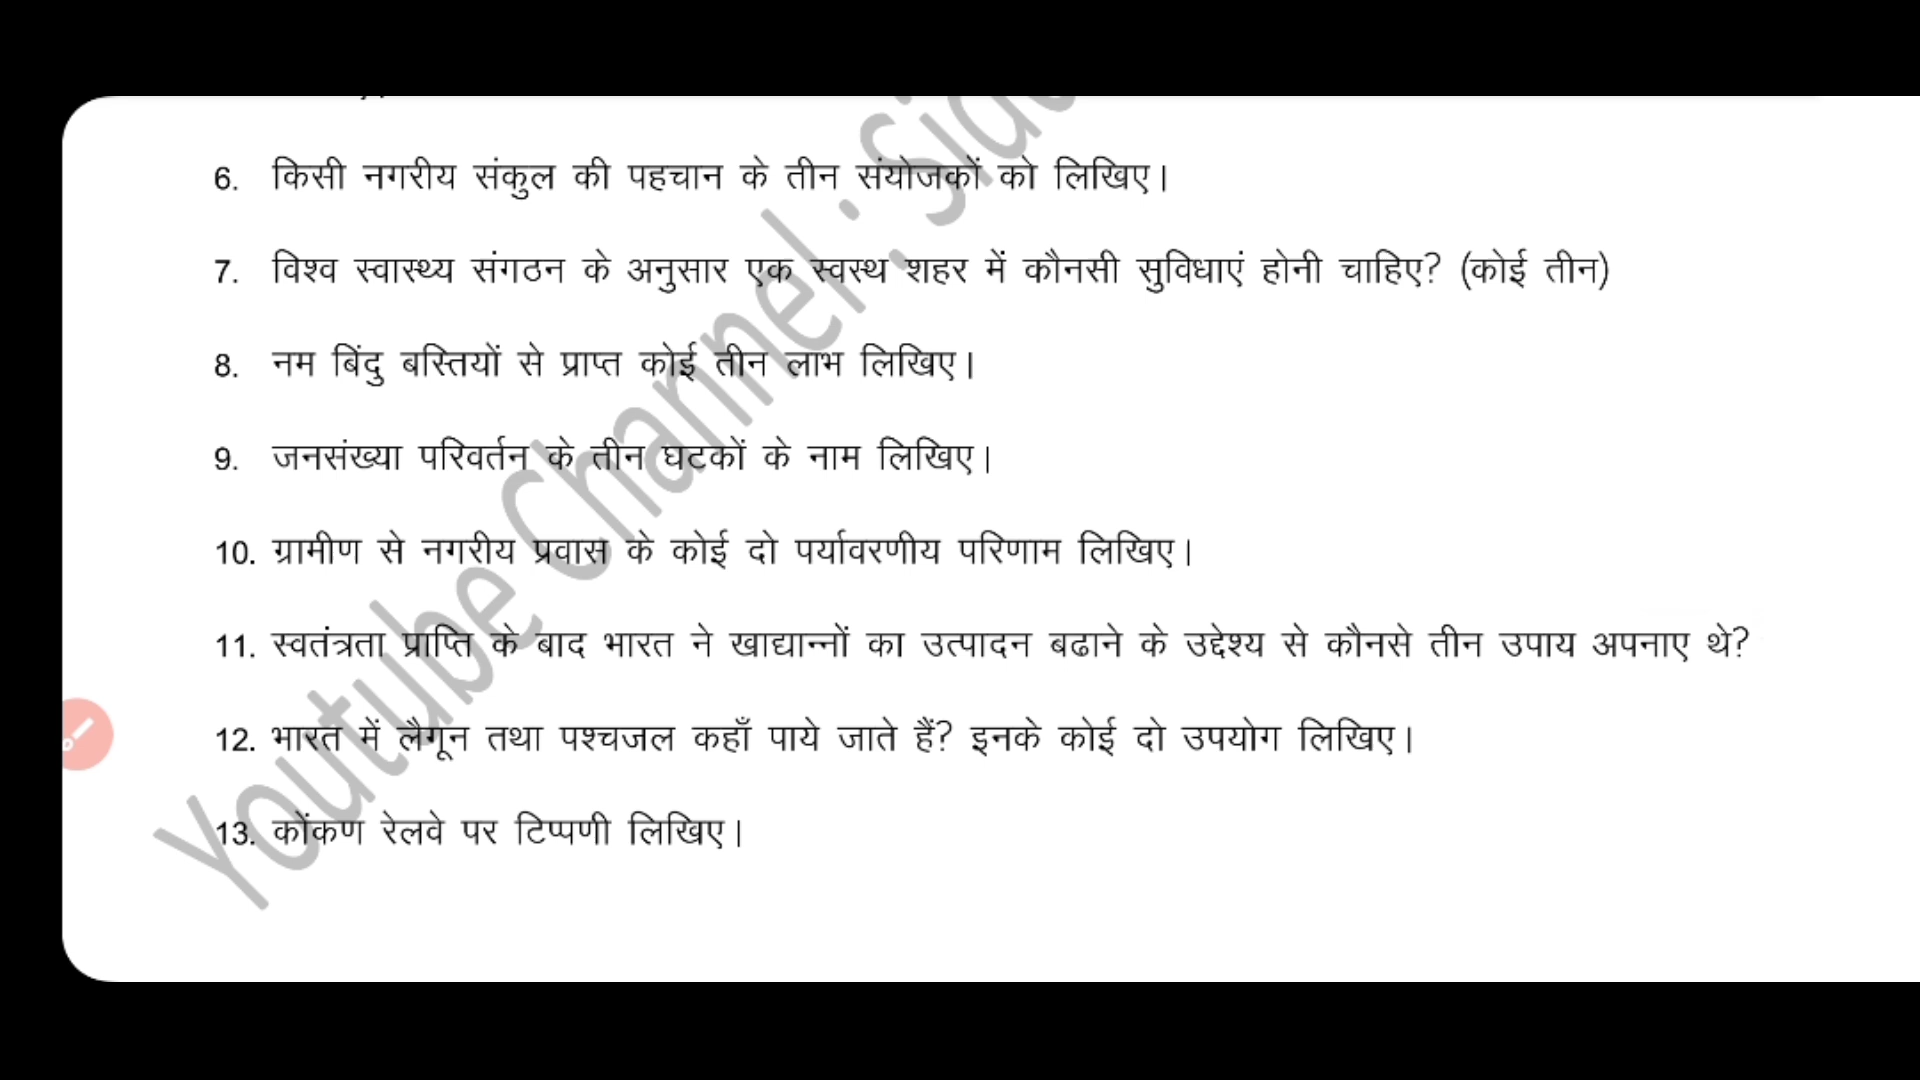 6. किसी नगरीय संकुल की पहचान के तीन संयोजकों को लिखिए।
7. विश्व स्वास्थ्य संगठन के अनुसार एक स्वस्थ शहर में कौनसी सुविधाएं होनी चाहिए? (कोई तीन)
8. नम बिंदु बस्तियों से प्राप्त कोई तीन लाभ लिखिए।
9. जनसंख्या परिवर्तन के तीन घटकों के नाम लिखिए।
10. ग्रामीण से नगरीय प्रवास के कोई दो पर्यावरणीय परिणाम लिखिए।
11. स्वतंत्रता प्राप्ति के बाद भारत ने खाद्यान्नों का उत्पादन बढाने के उद्देश्य से कौनसे तीन उपाय अपनाए थे?
12. भारत में लैगून तथा पश्चजल कहाँ पाये जाते हैं? इनके कोई दो उपयोग लिखिए।
13. कोंकण रेलवे पर टिप्पणी लिखिए।
Youtube Channel :